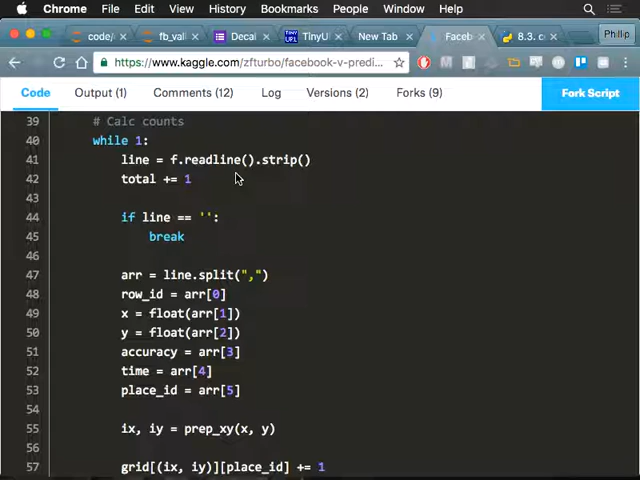 Chrome File Edit View History Bookmarks People Window Help
code/ fb_val Decal TinyU New Tab Faceb 8.3. co Phillip
https://www.kaggle.com/zfturbo/facebook-v-predi...
Code Output (1) Comments (12) Log Versions (2) Forks (9) Fork Script
39 # Calc counts
40 while 1:
41 line = f.readline().strip()
42 total += 1
43
44 if line == '':
45 break
46
47 arr = line.split(",")
48 row_id = arr[0]
49 x = float(arr[1])
50 y = float(arr[2])
51 accuracy = arr[3]
52 time = arr[4]
53 place_id = arr[5]
54
55 ix, iy = prep_xy(x, y)
56
57 grid[(ix, iy)][place_id] += 1